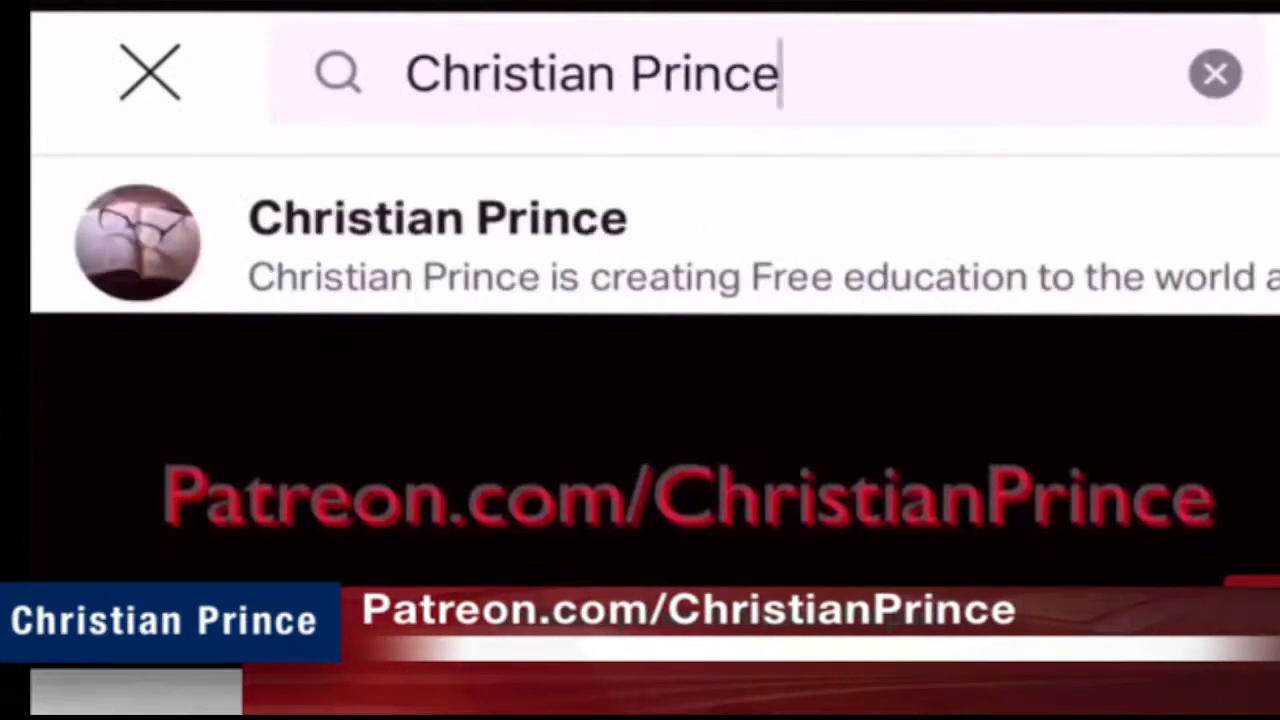 Christian Prince
Christian Prince
Christian Prince is creating Free education to the world a
Patreon.com/ChristianPrince
Christian Prince
Patreon.com/ChristianPrince